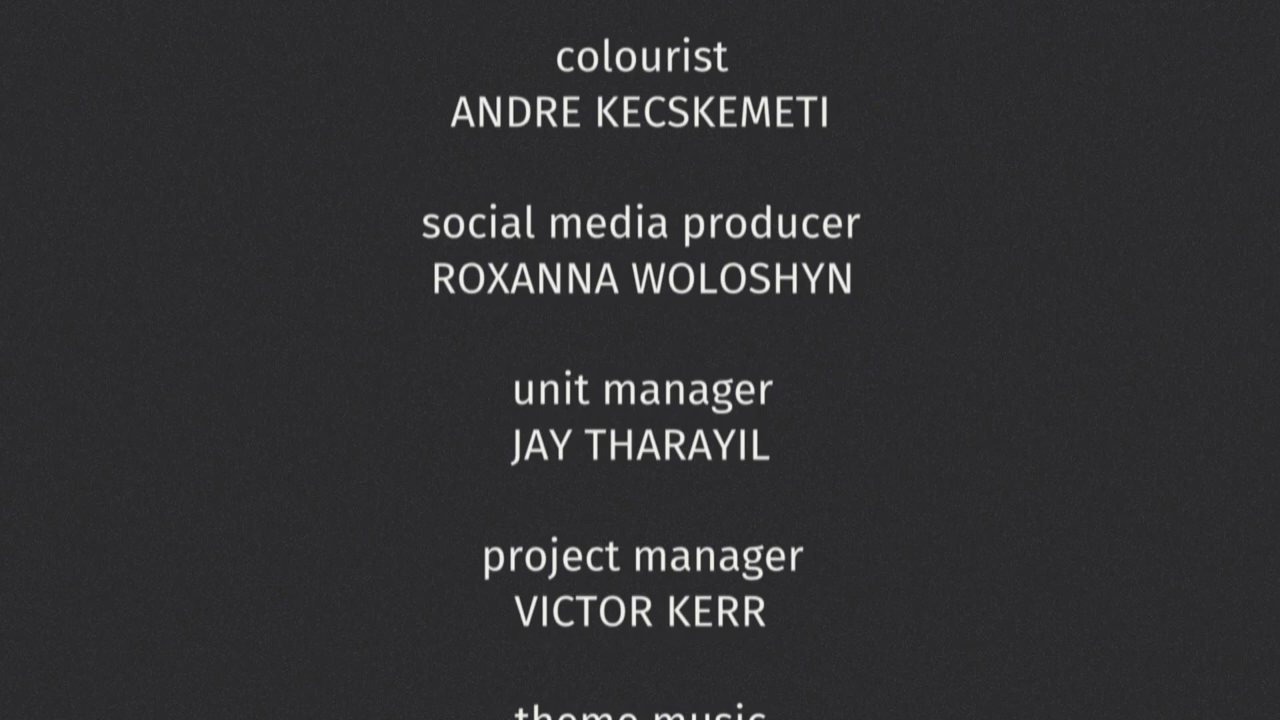 colourist
ANDRE KECSKEMETI
social media producer
ROXANNA WOLOSHYN
unit manager
JAY THARAYIL
project manager
VICTOR KERR
theme music